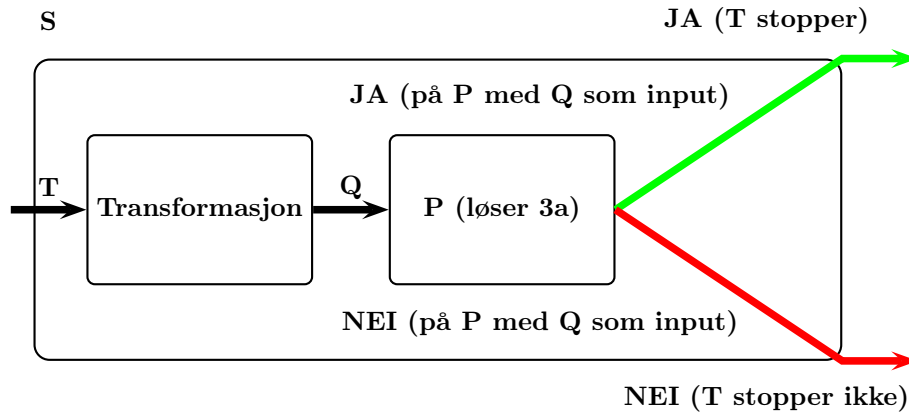 S
JA (T stopper)
JA (på P med Q som input)
T
Transformasjon
Q
P (løser 3a)
NEI (på P med Q som input)
NEI (T stopper ikke)